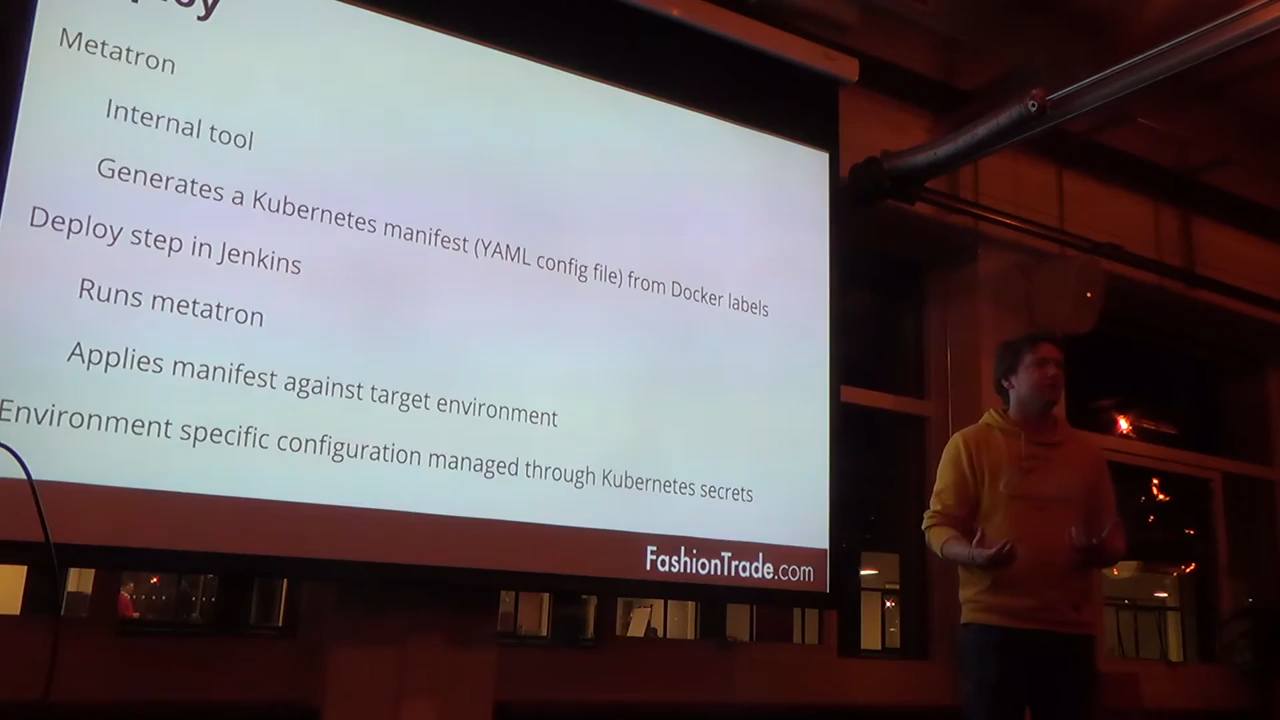 Metatron
Internal tool
Generates a Kubernetes manifest (YAML config file) from Docker labels
Deploy step in Jenkins
Runs metatron
Applies manifest against target environment
Environment specific configuration managed through Kubernetes secrets
FashionTrade.com